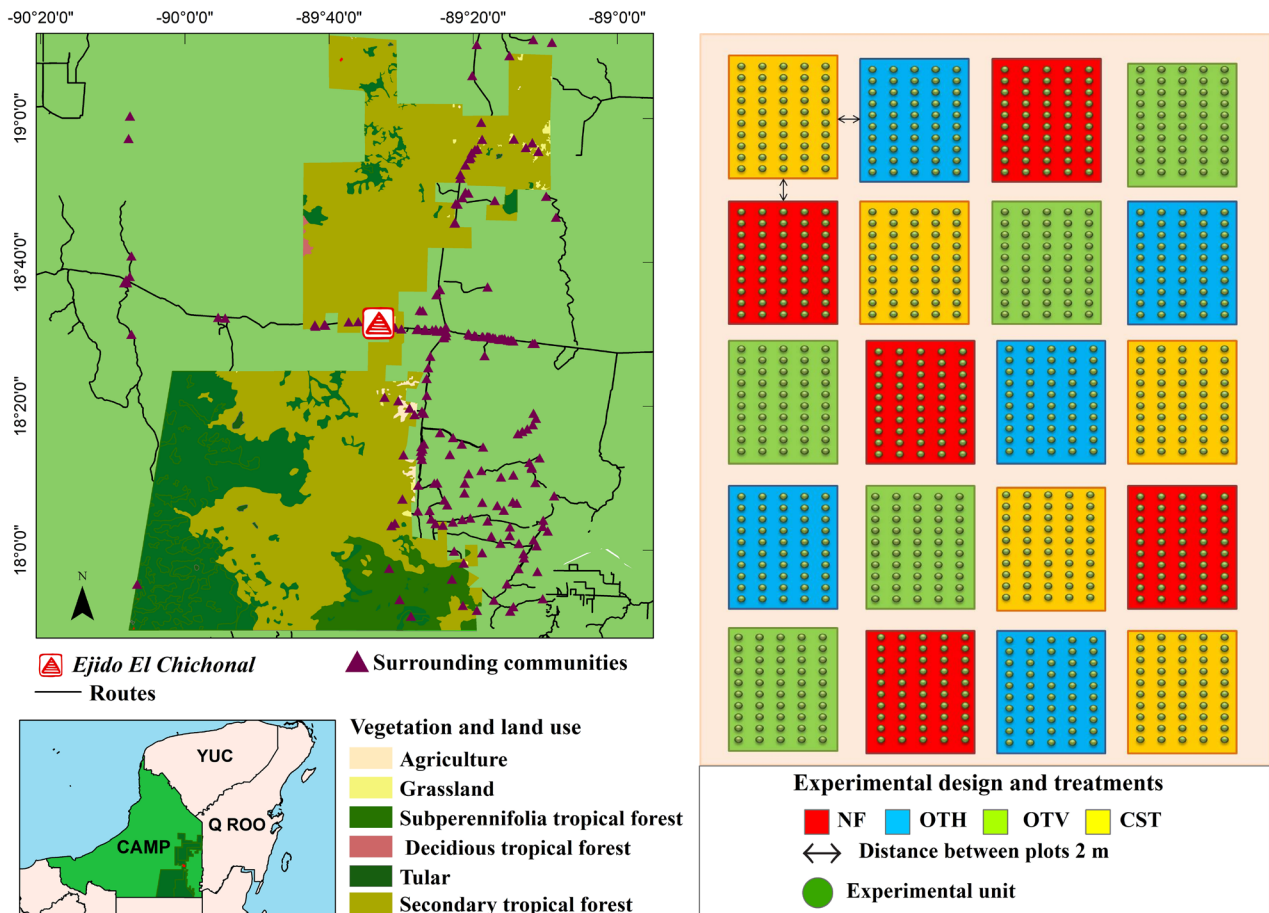 -90°20'0"
-90°0'0"
-89°40'0"
-89°20'0"
-89°0'0"
19°0'0"
18°40'0"
18°20'0"
18°0'0"
N
Ejido El Chichonal
Surrounding communities
Routes
YUC
Q ROO
CAMP
Vegetation and land use
Agriculture
Grassland
Subperennifolia tropical forest
Decidious tropical forest
Tular
Secondary tropical forest
Experimental design and treatments
NF OTH OTV CST
Distance between plots 2 m
Experimental unit